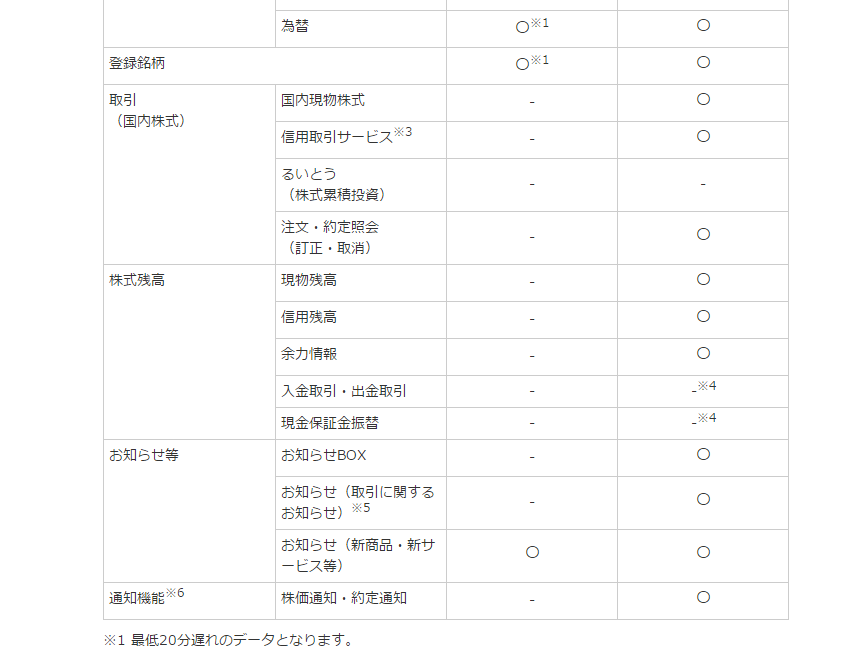 為替 〇※1 〇
登録銘柄 〇※1 〇
取引 国内現物株式 - 〇
（国内株式）
信用取引サービス※3 - 〇
るいとう - -
（株式累積投資）
注文・約定照会 - 〇
（訂正・取消）
株式残高 現物残高 - 〇
信用残高 - 〇
余力情報 - 〇
入金取引・出金取引 - -※4
現金保証金振替 - -※4
お知らせ等 お知らせBOX - 〇
お知らせ（取引に関する - 〇
お知らせ）※5
お知らせ（新商品・新サ 〇 〇
ービス等）
通知機能※6 株価通知・約定通知 - 〇
※1 最低20分遅れのデータとなります。